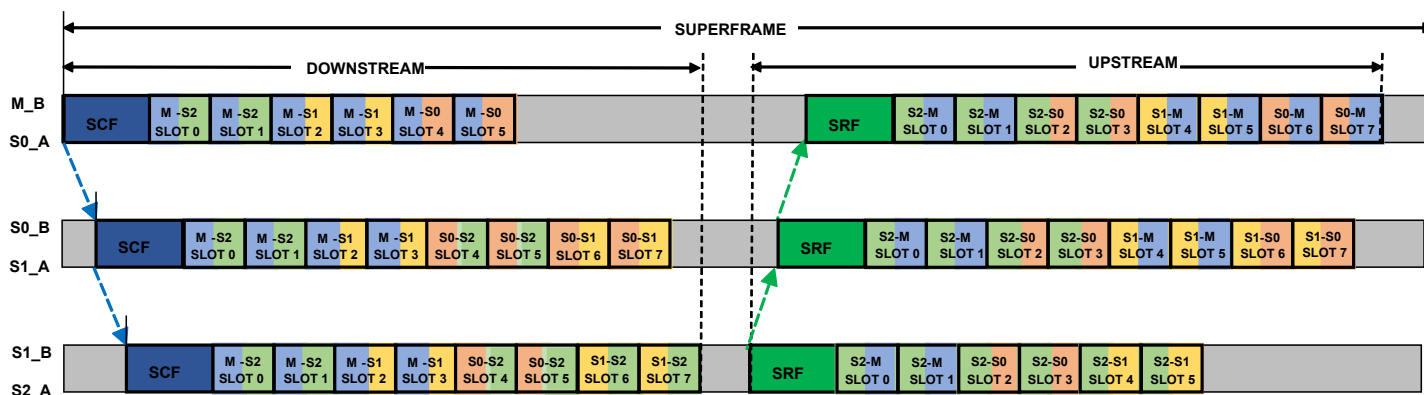 SUPERFRAME
DOWNSTREAM UPSTREAM
M_B
S0_A
SCF
M -S2 M -S2 M -S1 M -S1 M -S0 M -S0
SLOT 0 SLOT 1 SLOT 2 SLOT 3 SLOT 4 SLOT 5
SRF
S2-M S2-M S2-S0 S2-S0 S1-M S1-M S0-M S0-M
SLOT 0 SLOT 1 SLOT 2 SLOT 3 SLOT 4 SLOT 5 SLOT 6 SLOT 7
S0_B
S1_A
SCF
M -S2 M -S2 M -S1 M -S1 S0-S2 S0-S2 S0-S1 S0-S1
SLOT 0 SLOT 1 SLOT 2 SLOT 3 SLOT 4 SLOT 5 SLOT 6 SLOT 7
SRF
S2-M S2-M S2-S0 S2-S0 S1-M S1-M S1-S0 S1-S0
SLOT 0 SLOT 1 SLOT 2 SLOT 3 SLOT 4 SLOT 5 SLOT 6 SLOT 7
S1_B
S2_A
SCF
M -S2 M -S2 M -S1 M -S1 S0-S2 S0-S2 S1-S2 S1-S2
SLOT 0 SLOT 1 SLOT 2 SLOT 3 SLOT 4 SLOT 5 SLOT 6 SLOT 7
SRF
S2-M S2-M S2-S0 S2-S0 S2-S1 S2-S1
SLOT 0 SLOT 1 SLOT 2 SLOT 3 SLOT 4 SLOT 5